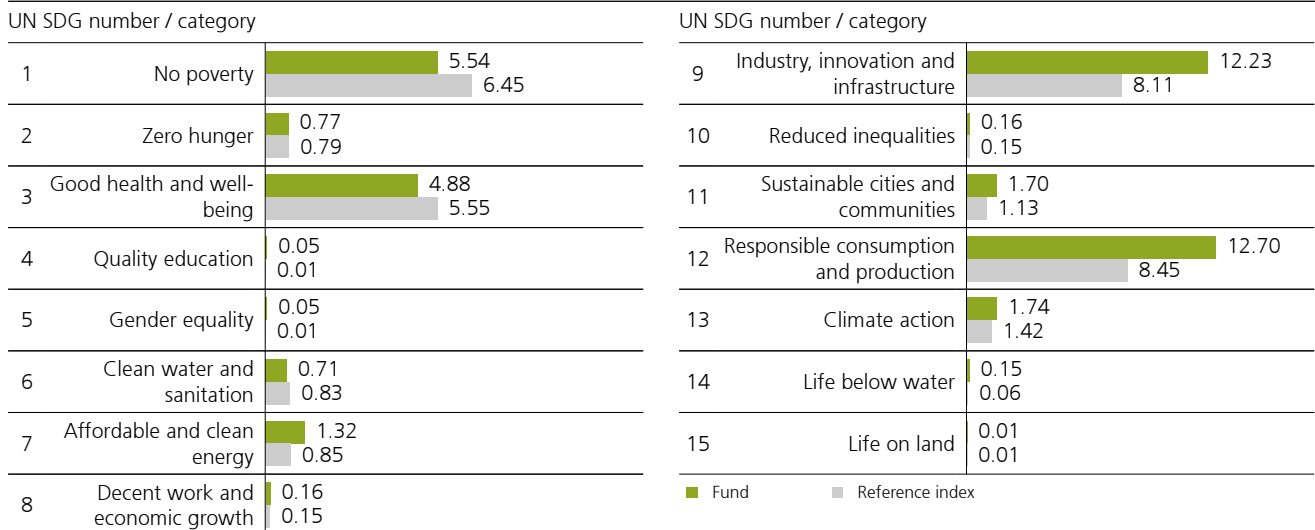 UN SDG number / category
1
No poverty
5.54
6.45
2
Zero hunger
0.77
0.79
3
Good health and well-
being
4.88
5.55
4
Quality education
0.05
0.01
5
Gender equality
0.05
0.01
6
Clean water and
sanitation
0.71
0.83
7
Affordable and clean
energy
1.32
0.85
8
Decent work and
economic growth
0.16
0.15
UN SDG number / category
9
Industry, innovation and
infrastructure
12.23
8.11
10
Reduced inequalities
0.16
0.15
11
Sustainable cities and
communities
1.70
1.13
12
Responsible consumption
and production
12.70
8.45
13
Climate action
1.74
1.42
14
Life below water
0.15
0.06
15
Life on land
0.01
0.01
Fund
Reference index